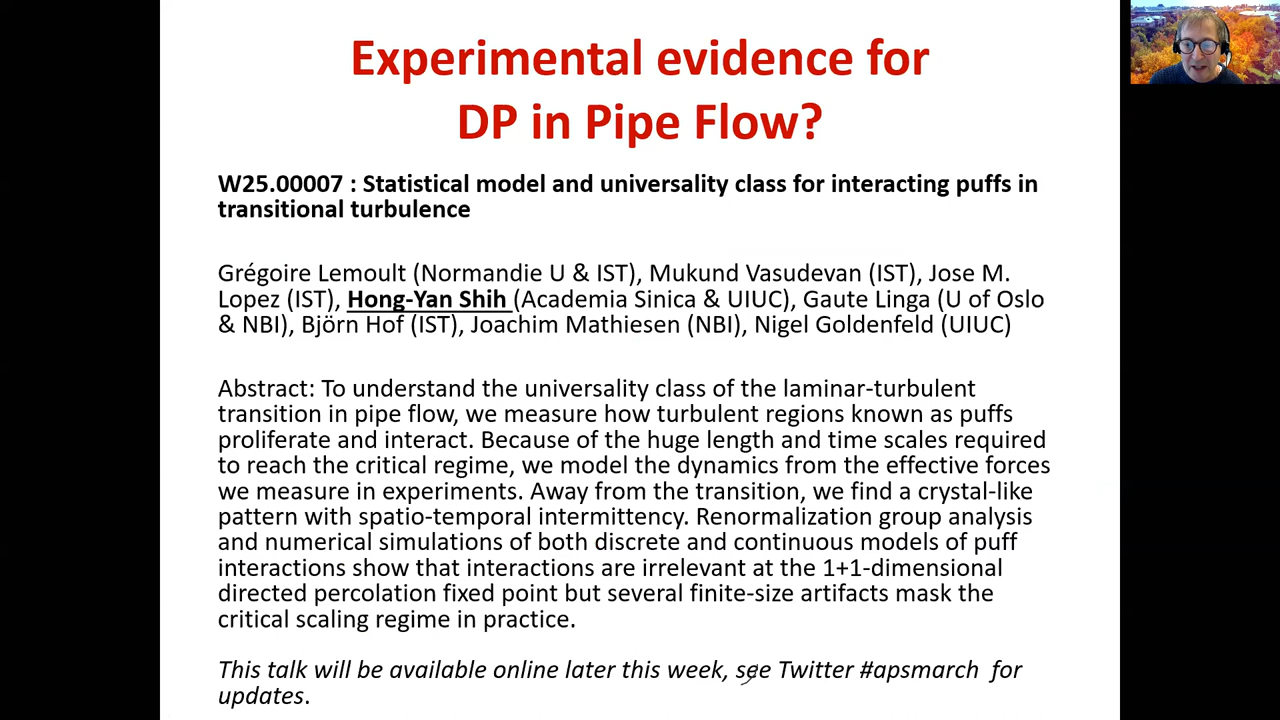 Experimental evidence for
DP in Pipe Flow?
W25.00007 : Statistical model and universality class for interacting puffs in
transitional turbulence
Grégoire Lemoult (Normandie U & IST), Mukund Vasudevan (IST), Jose M.
Lopez (IST), Hong-Yan Shih (Academia Sinica & UIUC), Gaute Linga (U of Oslo
& NBI), Björn Hof (IST), Joachim Mathiesen (NBI), Nigel Goldenfeld (UIUC)
Abstract: To understand the universality class of the laminar-turbulent
transition in pipe flow, we measure how turbulent regions known as puffs
proliferate and interact. Because of the huge length and time scales required
to reach the critical regime, we model the dynamics from the effective forces
we measure in experiments. Away from the transition, we find a crystal-like
pattern with spatio-temporal intermittency. Renormalization group analysis
and numerical simulations of both discrete and continuous models of puff
interactions show that interactions are irrelevant at the 1+1-dimensional
directed percolation fixed point but several finite-size artifacts mask the
critical scaling regime in practice.
This talk will be available online later this week, see Twitter #apsmarch for
updates.